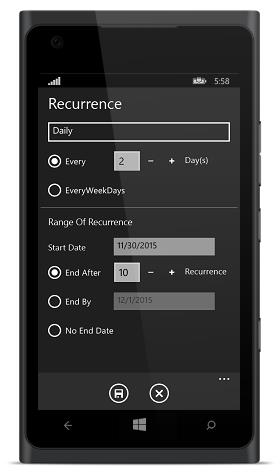 5:58
Recurrence
Daily
Every 2 − + Day(s)
EveryWeekDays
Range Of Recurrence
Start Date 11/30/2015
End After 10 − + Recurrence
End By 12/1/2015
No End Date